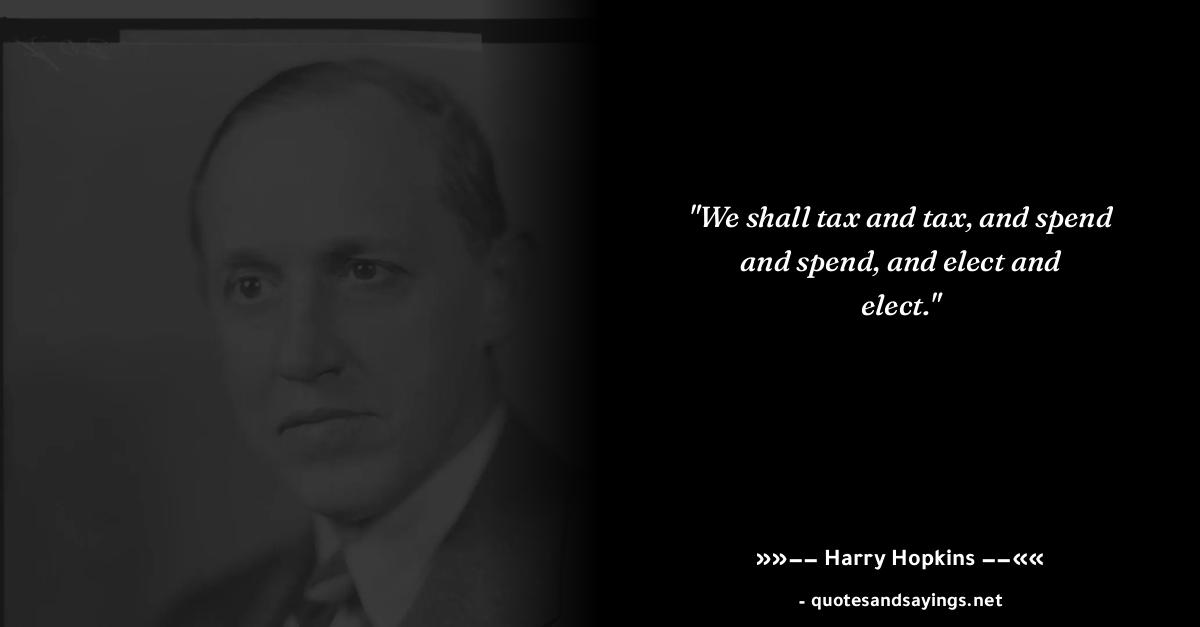 "We shall tax and tax, and spend
and spend, and elect and
elect."
»»–– Harry Hopkins ––««
- quotesandsayings.net